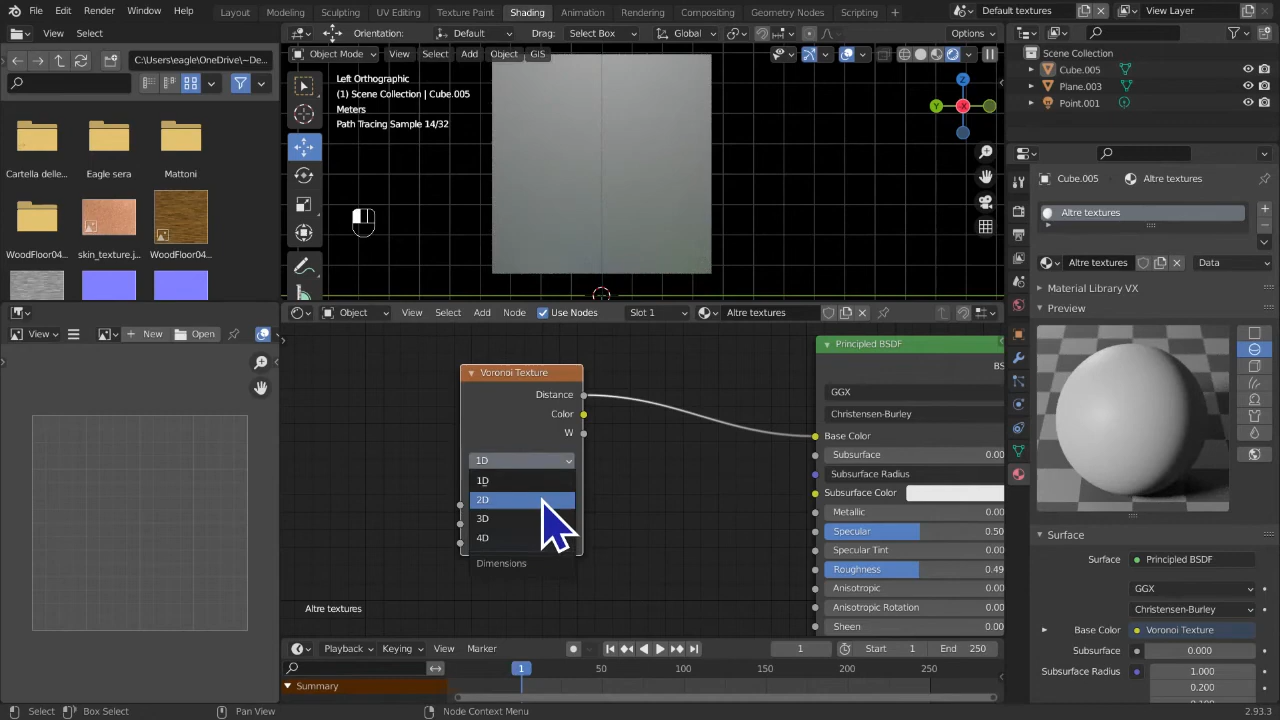 File Edit Render Window Help Layout Modeling Sculpting UV Editing Texture Paint Shading Animation Rendering Compositing Geometry Nodes Scripting + Default textures View Layer
View Select
Orientation: Default Drag: Select Box Global Options
C:\Users\eagle\OneDrive\~De...
Object Mode View Select Add Object GIS
Left Orthographic
(1) Scene Collection | Cube.005
Meters
Path Tracing Sample 14/32
Z
Y
X
Scene Collection
Cube.005
Plane.003
Point.001
Cartella delle...
Eagle sera
Mattoni
WoodFloor04...
skin_texture.j...
WoodFloor04...
Cube.005 Altre textures
Altre textures
Altre textures Data
Material Library VX
Preview
Object View Select Add Node Use Nodes Slot 1 Altre textures
View New Open
Voronoi Texture
Distance
Color
W
1D
1D
2D
3D
4D
Dimensions
Altre textures
Principled BSDF
BS
GGX
Christensen-Burley
Base Color
Subsurface 0.00
Subsurface Radius
Subsurface Color
Metallic 0.00
Specular 0.50
Specular Tint 0.00
Roughness 0.49
Anisotropic 0.00
Anisotropic Rotation 0.00
Sheen 0.00
Surface
Surface Principled BSDF
GGX
Christensen-Burley
Base Color Voronoi Texture
Subsurface 0.000
Subsurface Radius 1.000
0.200
Playback Keying View Marker 1 Start 1 End 250
1 50 100 150 200 250
Summary
Select Box Select Pan View Node Context Menu 2.93.3